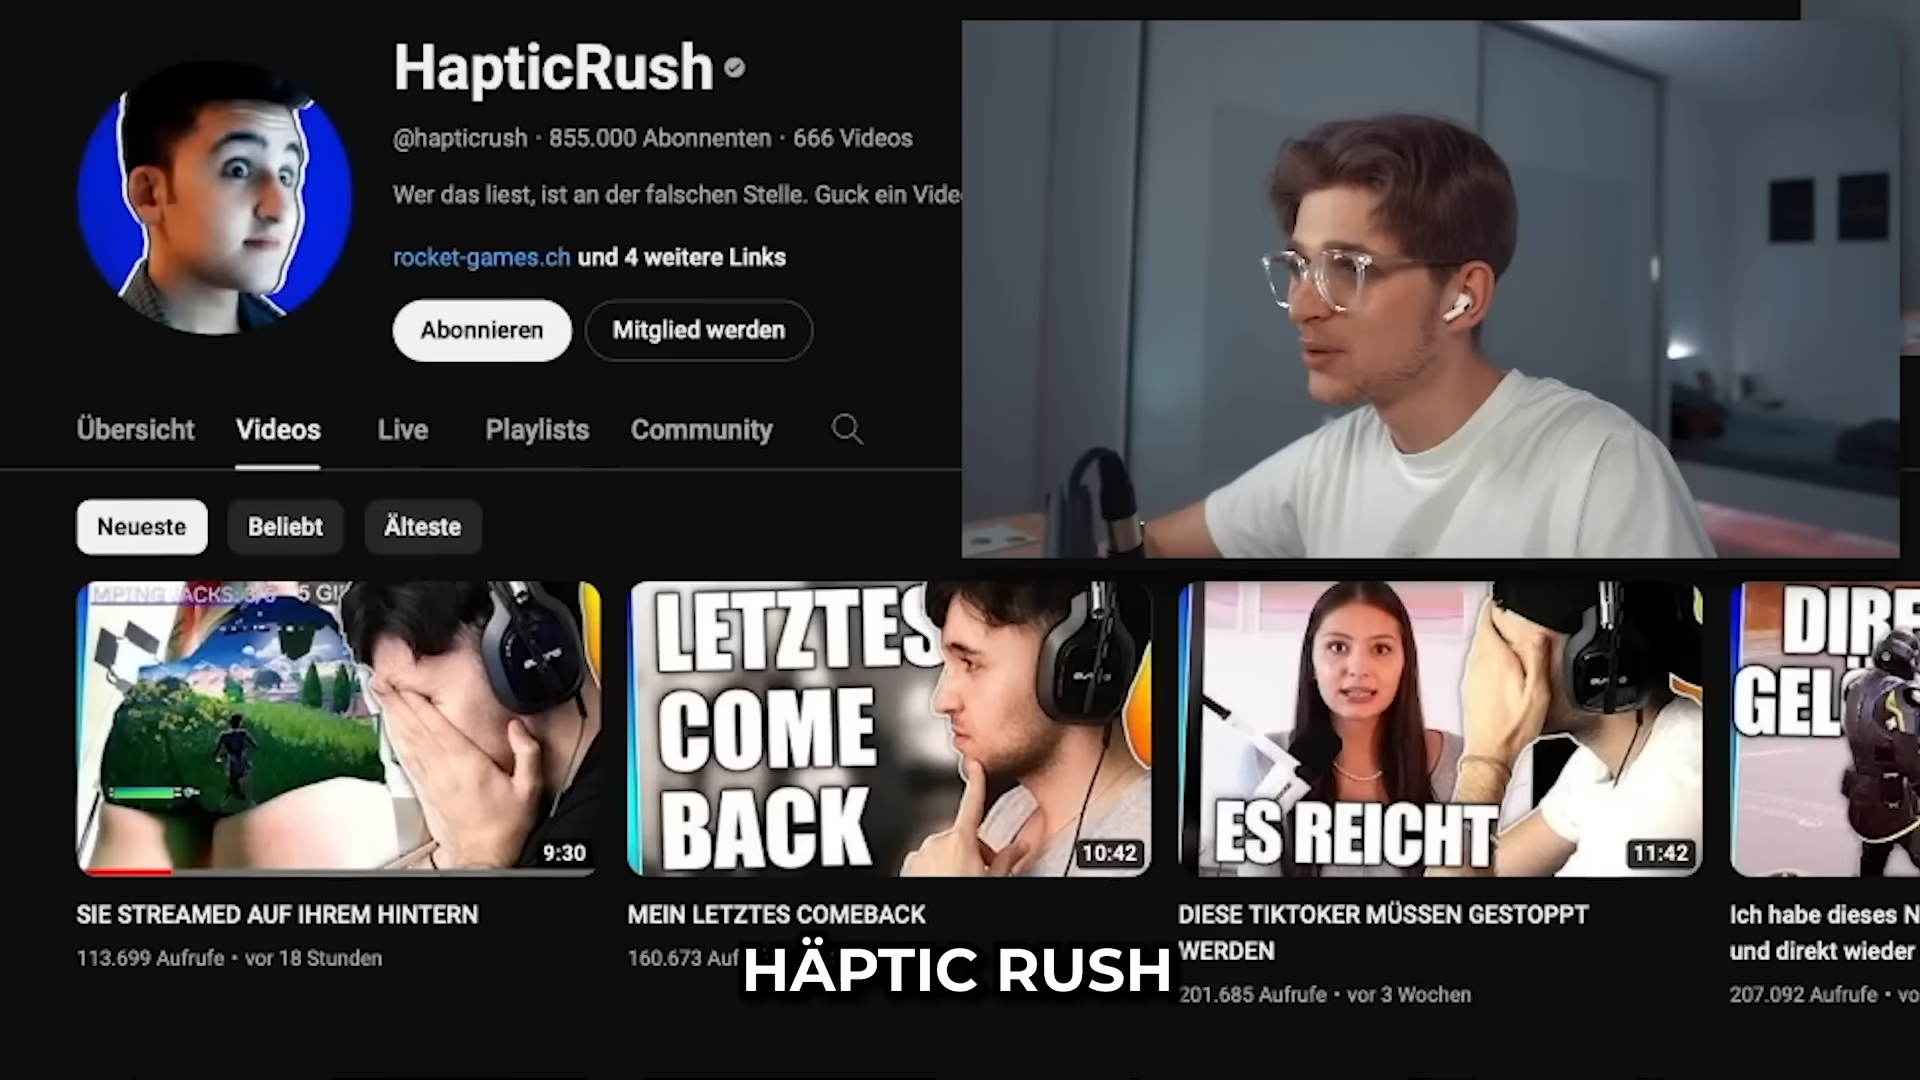 HapticRush
@hapticrush · 855.000 Abonnenten · 666 Videos
Wer das liest, ist an der falschen Stelle. Guck ein Vide
rocket-games.ch und 4 weitere Links
Abonnieren
Mitglied werden
Übersicht
Videos
Live
Playlists
Community
Neueste
Beliebt
Älteste
MPING JACKS:
9:30
LETZTES
COME
BACK
10:42
ES REICHT
11:42
DIRE
GEL
SIE STREAMED AUF IHREM HINTERN
113.699 Aufrufe • vor 18 Stunden
MEIN LETZTES COMEBACK
160.673 Auf
DIESE TIKTOKER MÜSSEN GESTOPPT
WERDEN
201.685 Aufrufe • vor 3 Wochen
Ich habe dieses N
und direkt wieder
207.092 Aufrufe • vo
HÄPTIC RUSH